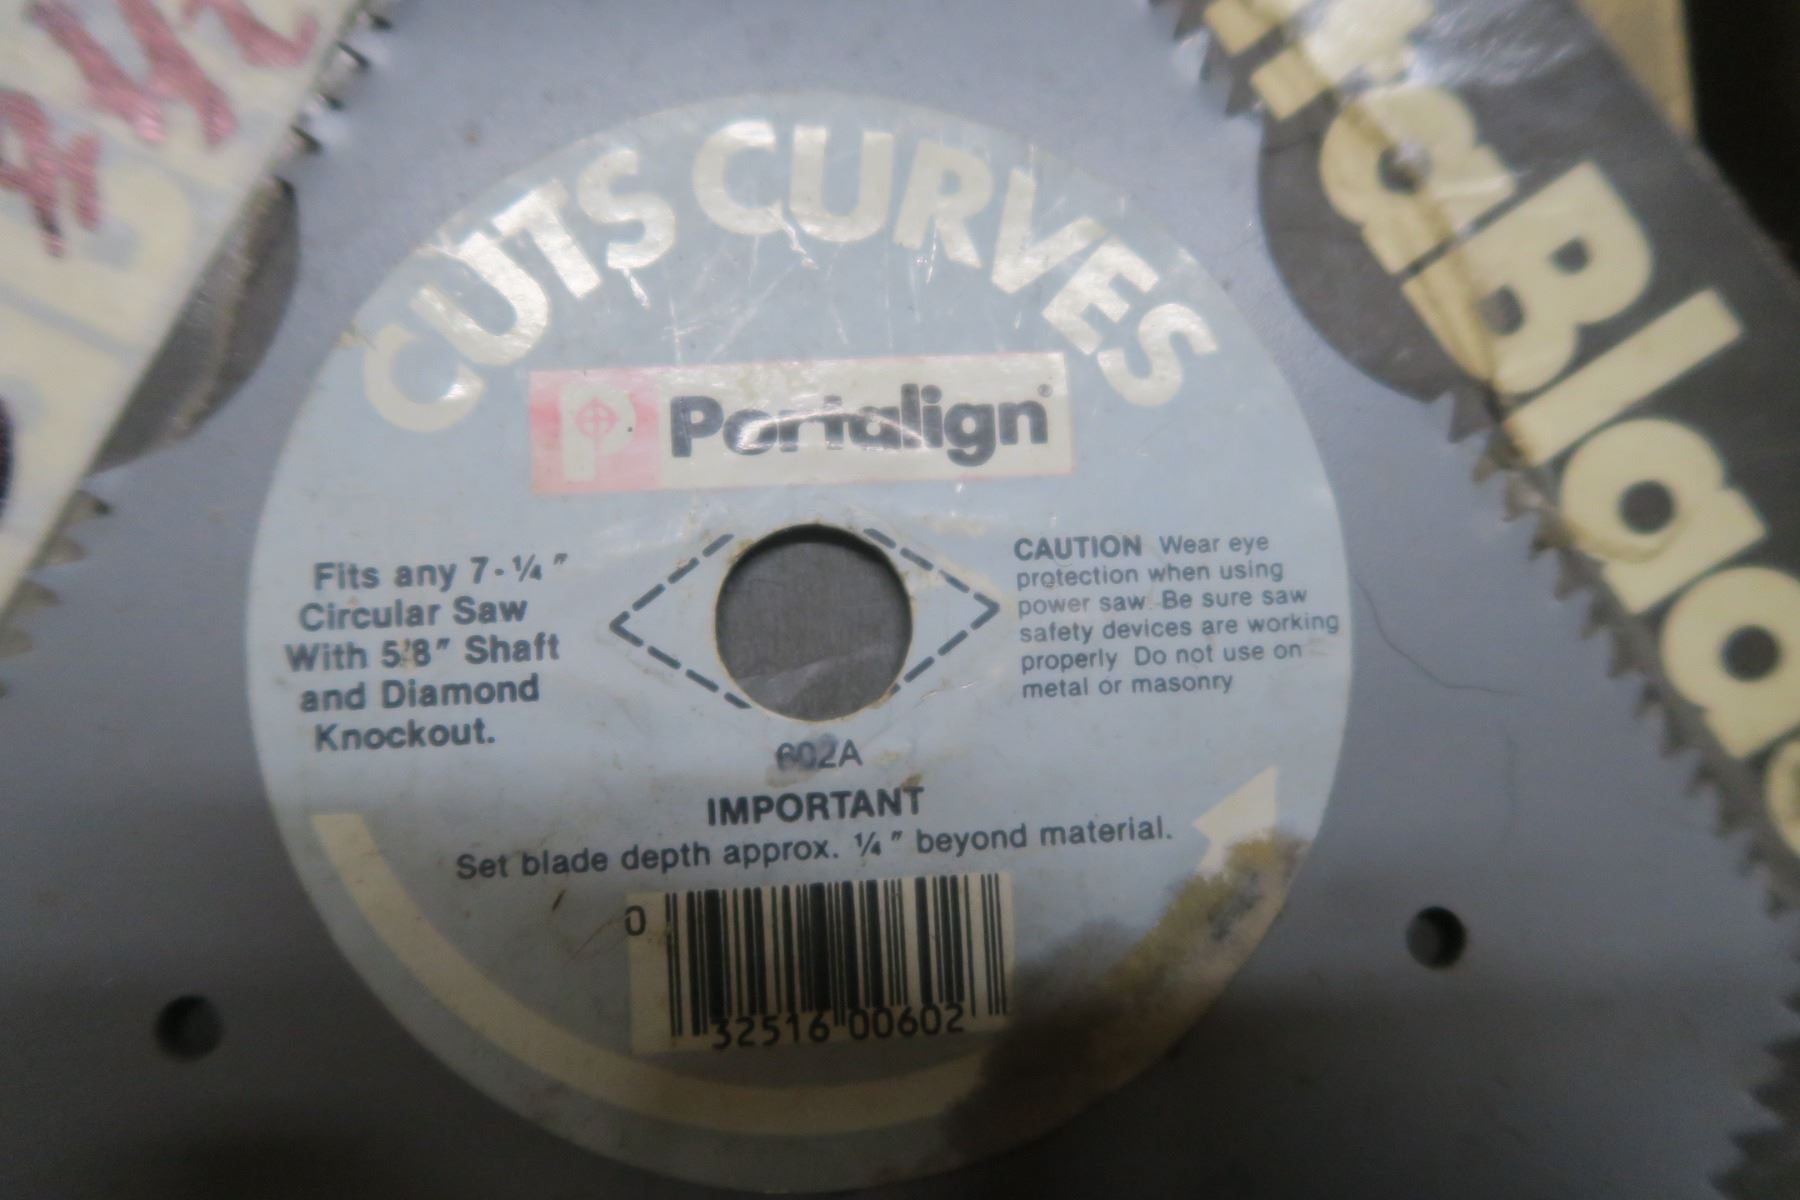 CUTS CURVES
Portalign®
Fits any 7-¼"
Circular Saw
With 5/8" Shaft
and Diamond
Knockout.
CAUTION Wear eye
protection when using
power saw. Be sure saw
safety devices are working
properly Do not use on
metal or masonry
602A
IMPORTANT
Set blade depth approx. ¼" beyond material.
0
32516 00602